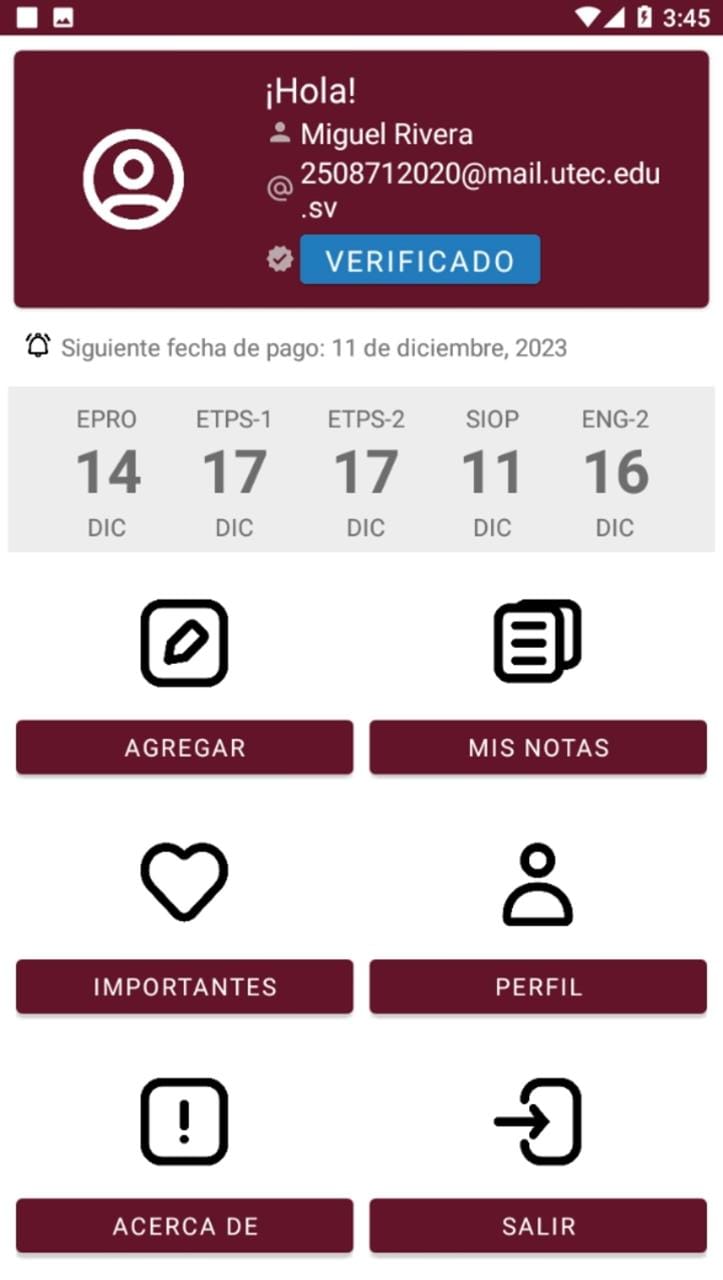 3:45
¡Hola!
Miguel Rivera
2508712020@mail.utec.edu
.sv
VERIFICADO
Siguiente fecha de pago: 11 de diciembre, 2023
EPRO ETPS-1 ETPS-2 SIOP ENG-2
14 17 17 11 16
DIC DIC DIC DIC DIC
AGREGAR MIS NOTAS
IMPORTANTES PERFIL
ACERCA DE SALIR